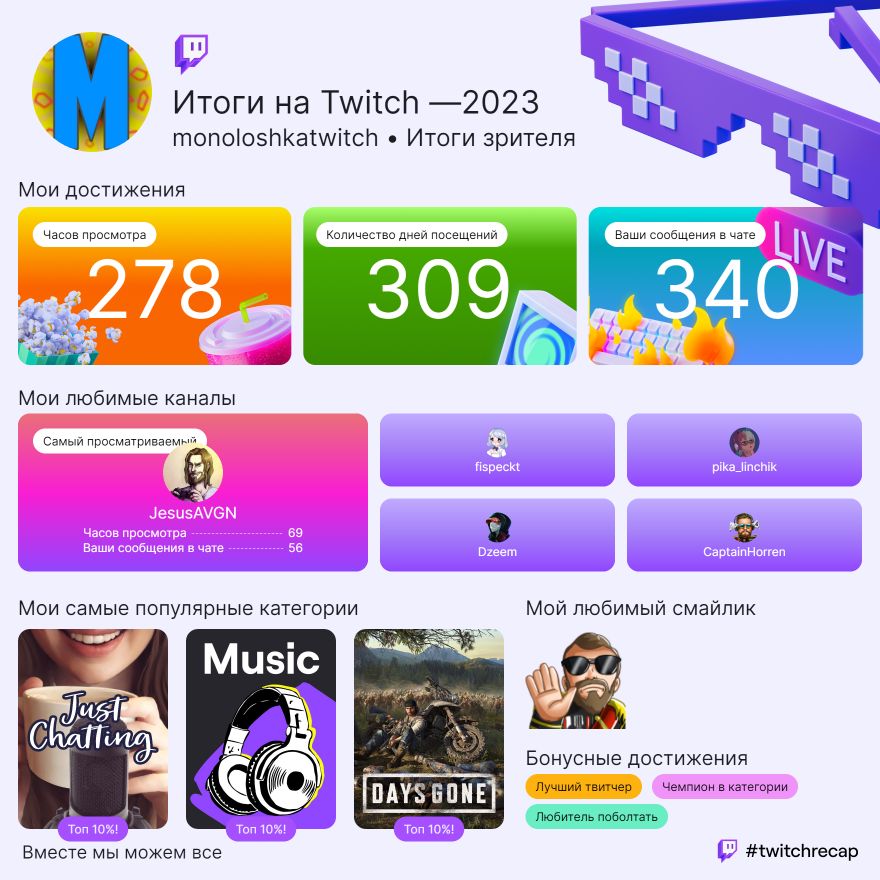 M
Итоги на Twitch —2023
monoloshkatwitch • Итоги зрителя
Мои достижения
Часов просмотра
278
Количество дней посещений
309
Ваши сообщения в чате
340
LIVE
Мои любимые каналы
Самый просматриваемый
JesusAVGN
Часов просмотра 69
Ваши сообщения в чате 56
fispeckt
pika_linchik
Dzeem
CaptainHorren
Мои самые популярные категории
Just
Chatting
Топ 10%!
Music
Топ 10%!
DAYS GONE
Топ 10%!
Мой любимый смайлик
Бонусные достижения
Лучший твитчер
Чемпион в категории
Любитель поболтать
Вместе мы можем все
#twitchrecap